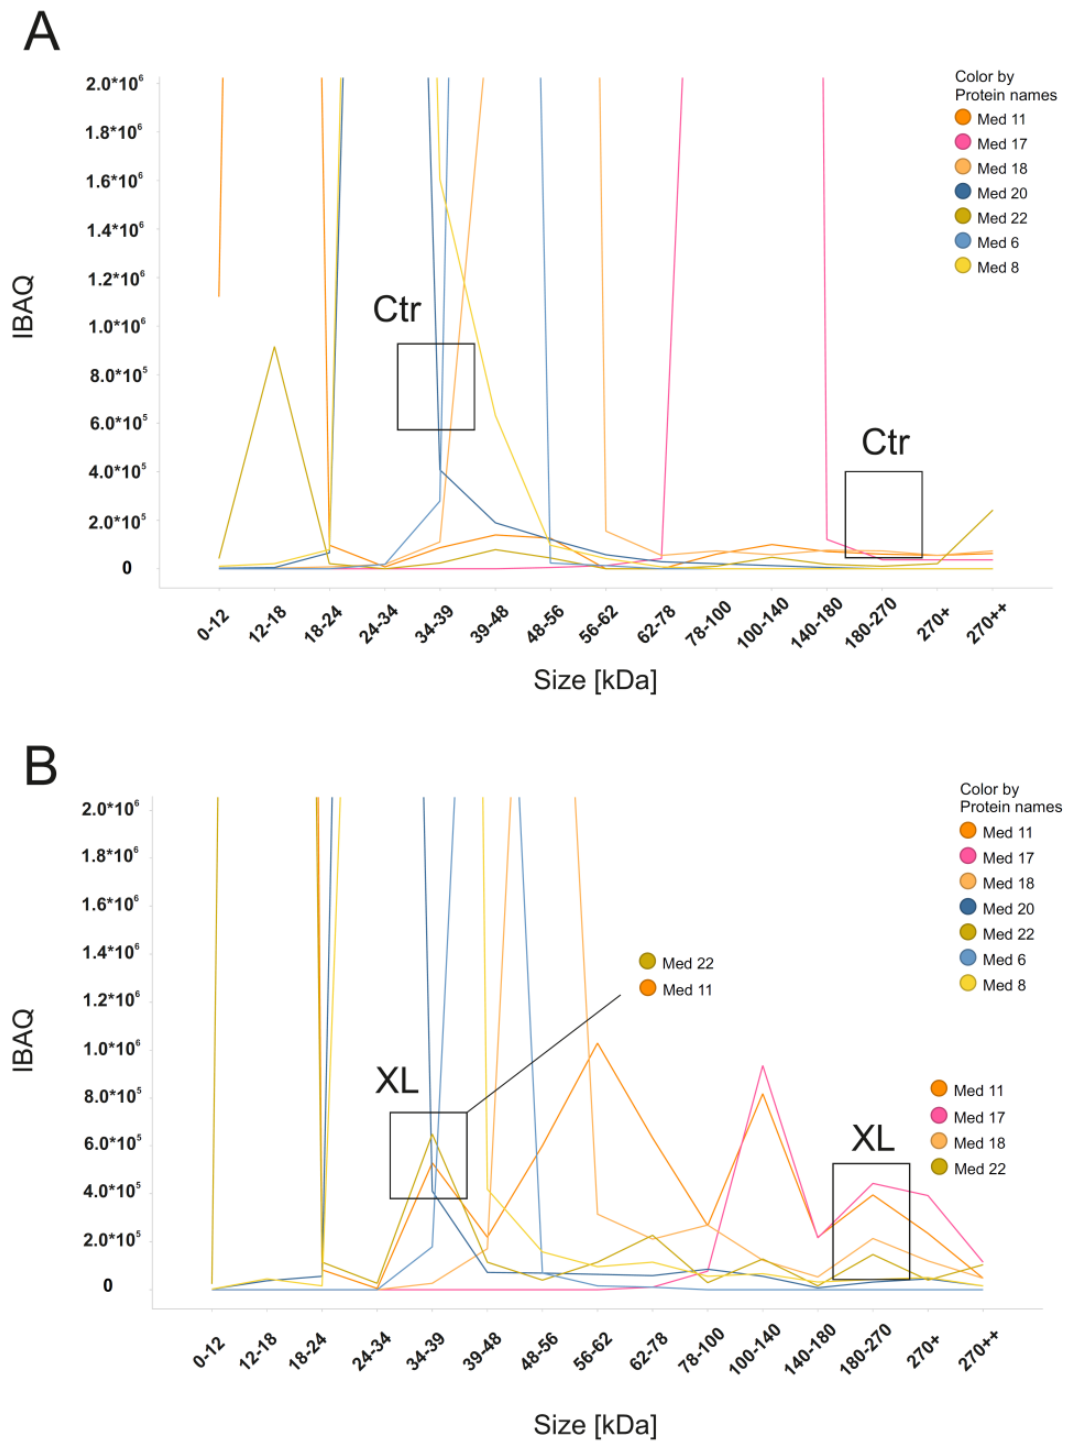 A
Color by
Protein names
Med 11
Med 17
Med 18
Med 20
Med 22
Med 6
Med 8
2.0*10⁶
1.8*10⁶
1.6*10⁶
1.4*10⁶
1.2*10⁶
1.0*10⁶
8.0*10⁵
6.0*10⁵
4.0*10⁵
2.0*10⁵
0
IBAQ
Ctr
Ctr
0-12
12-18
18-24
24-34
34-39
39-48
48-56
56-62
62-78
78-100
100-140
140-180
180-270
270+
270++
Size [kDa]
B
Color by
Protein names
Med 11
Med 17
Med 18
Med 20
Med 22
Med 6
Med 8
2.0*10⁶
1.8*10⁶
1.6*10⁶
1.4*10⁶
1.2*10⁶
1.0*10⁶
8.0*10⁵
6.0*10⁵
4.0*10⁵
2.0*10⁵
0
IBAQ
Med 22
Med 11
XL
Med 11
Med 17
Med 18
Med 22
XL
0-12
12-18
18-24
24-34
34-39
39-48
48-56
56-62
62-78
78-100
100-140
140-180
180-270
270+
270++
Size [kDa]